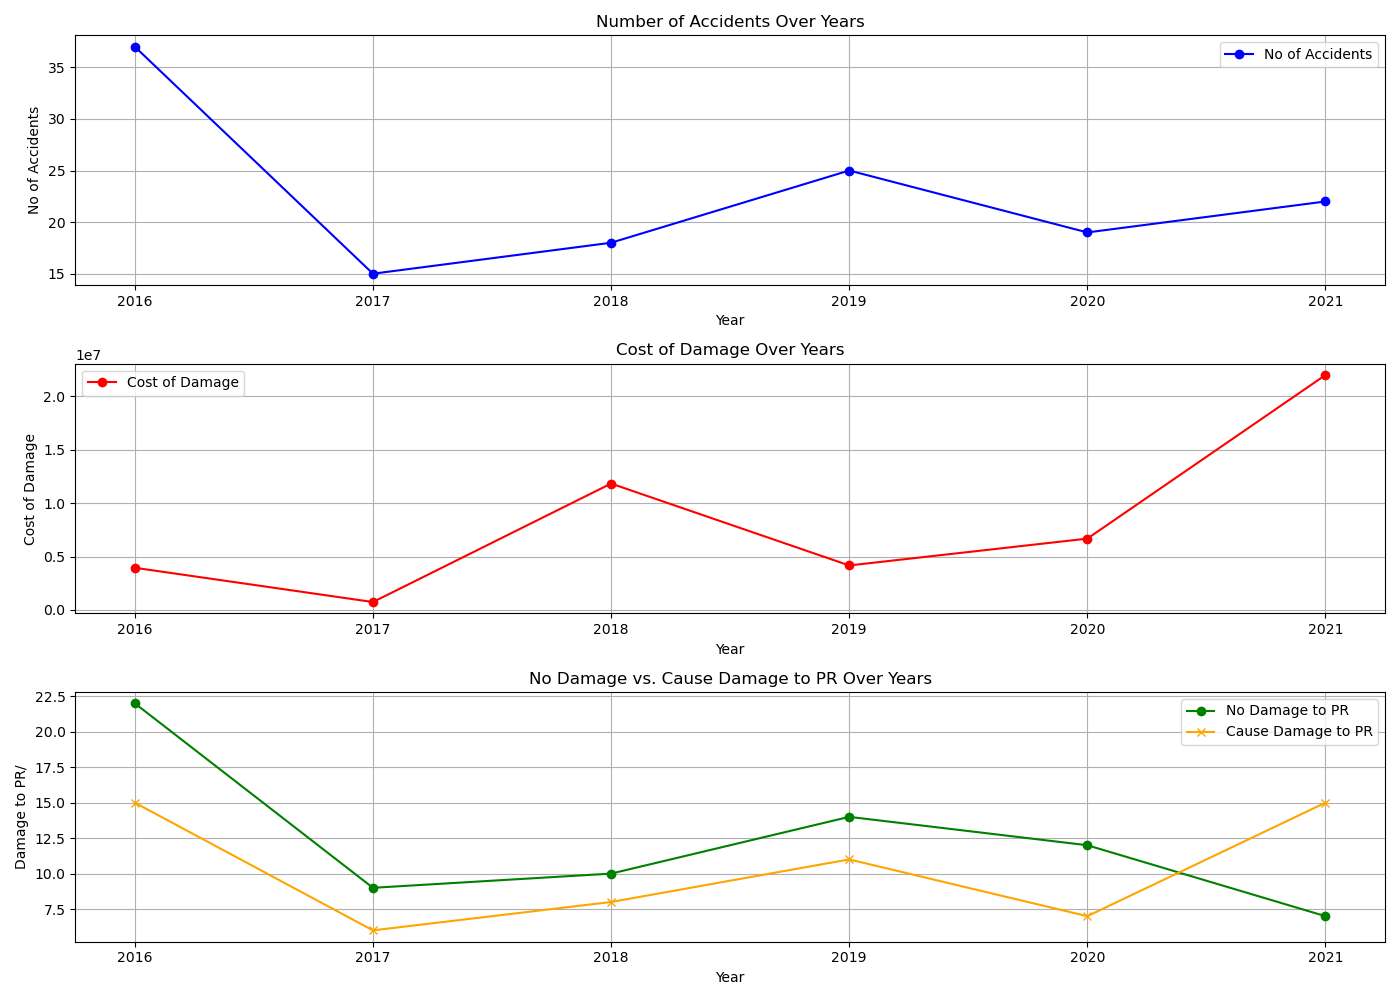 Number of Accidents Over Years
No of Accidents
35
30
25
20
15
No of Accidents
2016 2017 2018 2019 2020 2021
Year
Cost of Damage Over Years
1e7
Cost of Damage
2.0
1.5
1.0
0.5
0.0
Cost of Damage
2016 2017 2018 2019 2020 2021
Year
No Damage vs. Cause Damage to PR Over Years
No Damage to PR
Cause Damage to PR
22.5
20.0
17.5
15.0
12.5
10.0
7.5
Damage to PR/
2016 2017 2018 2019 2020 2021
Year